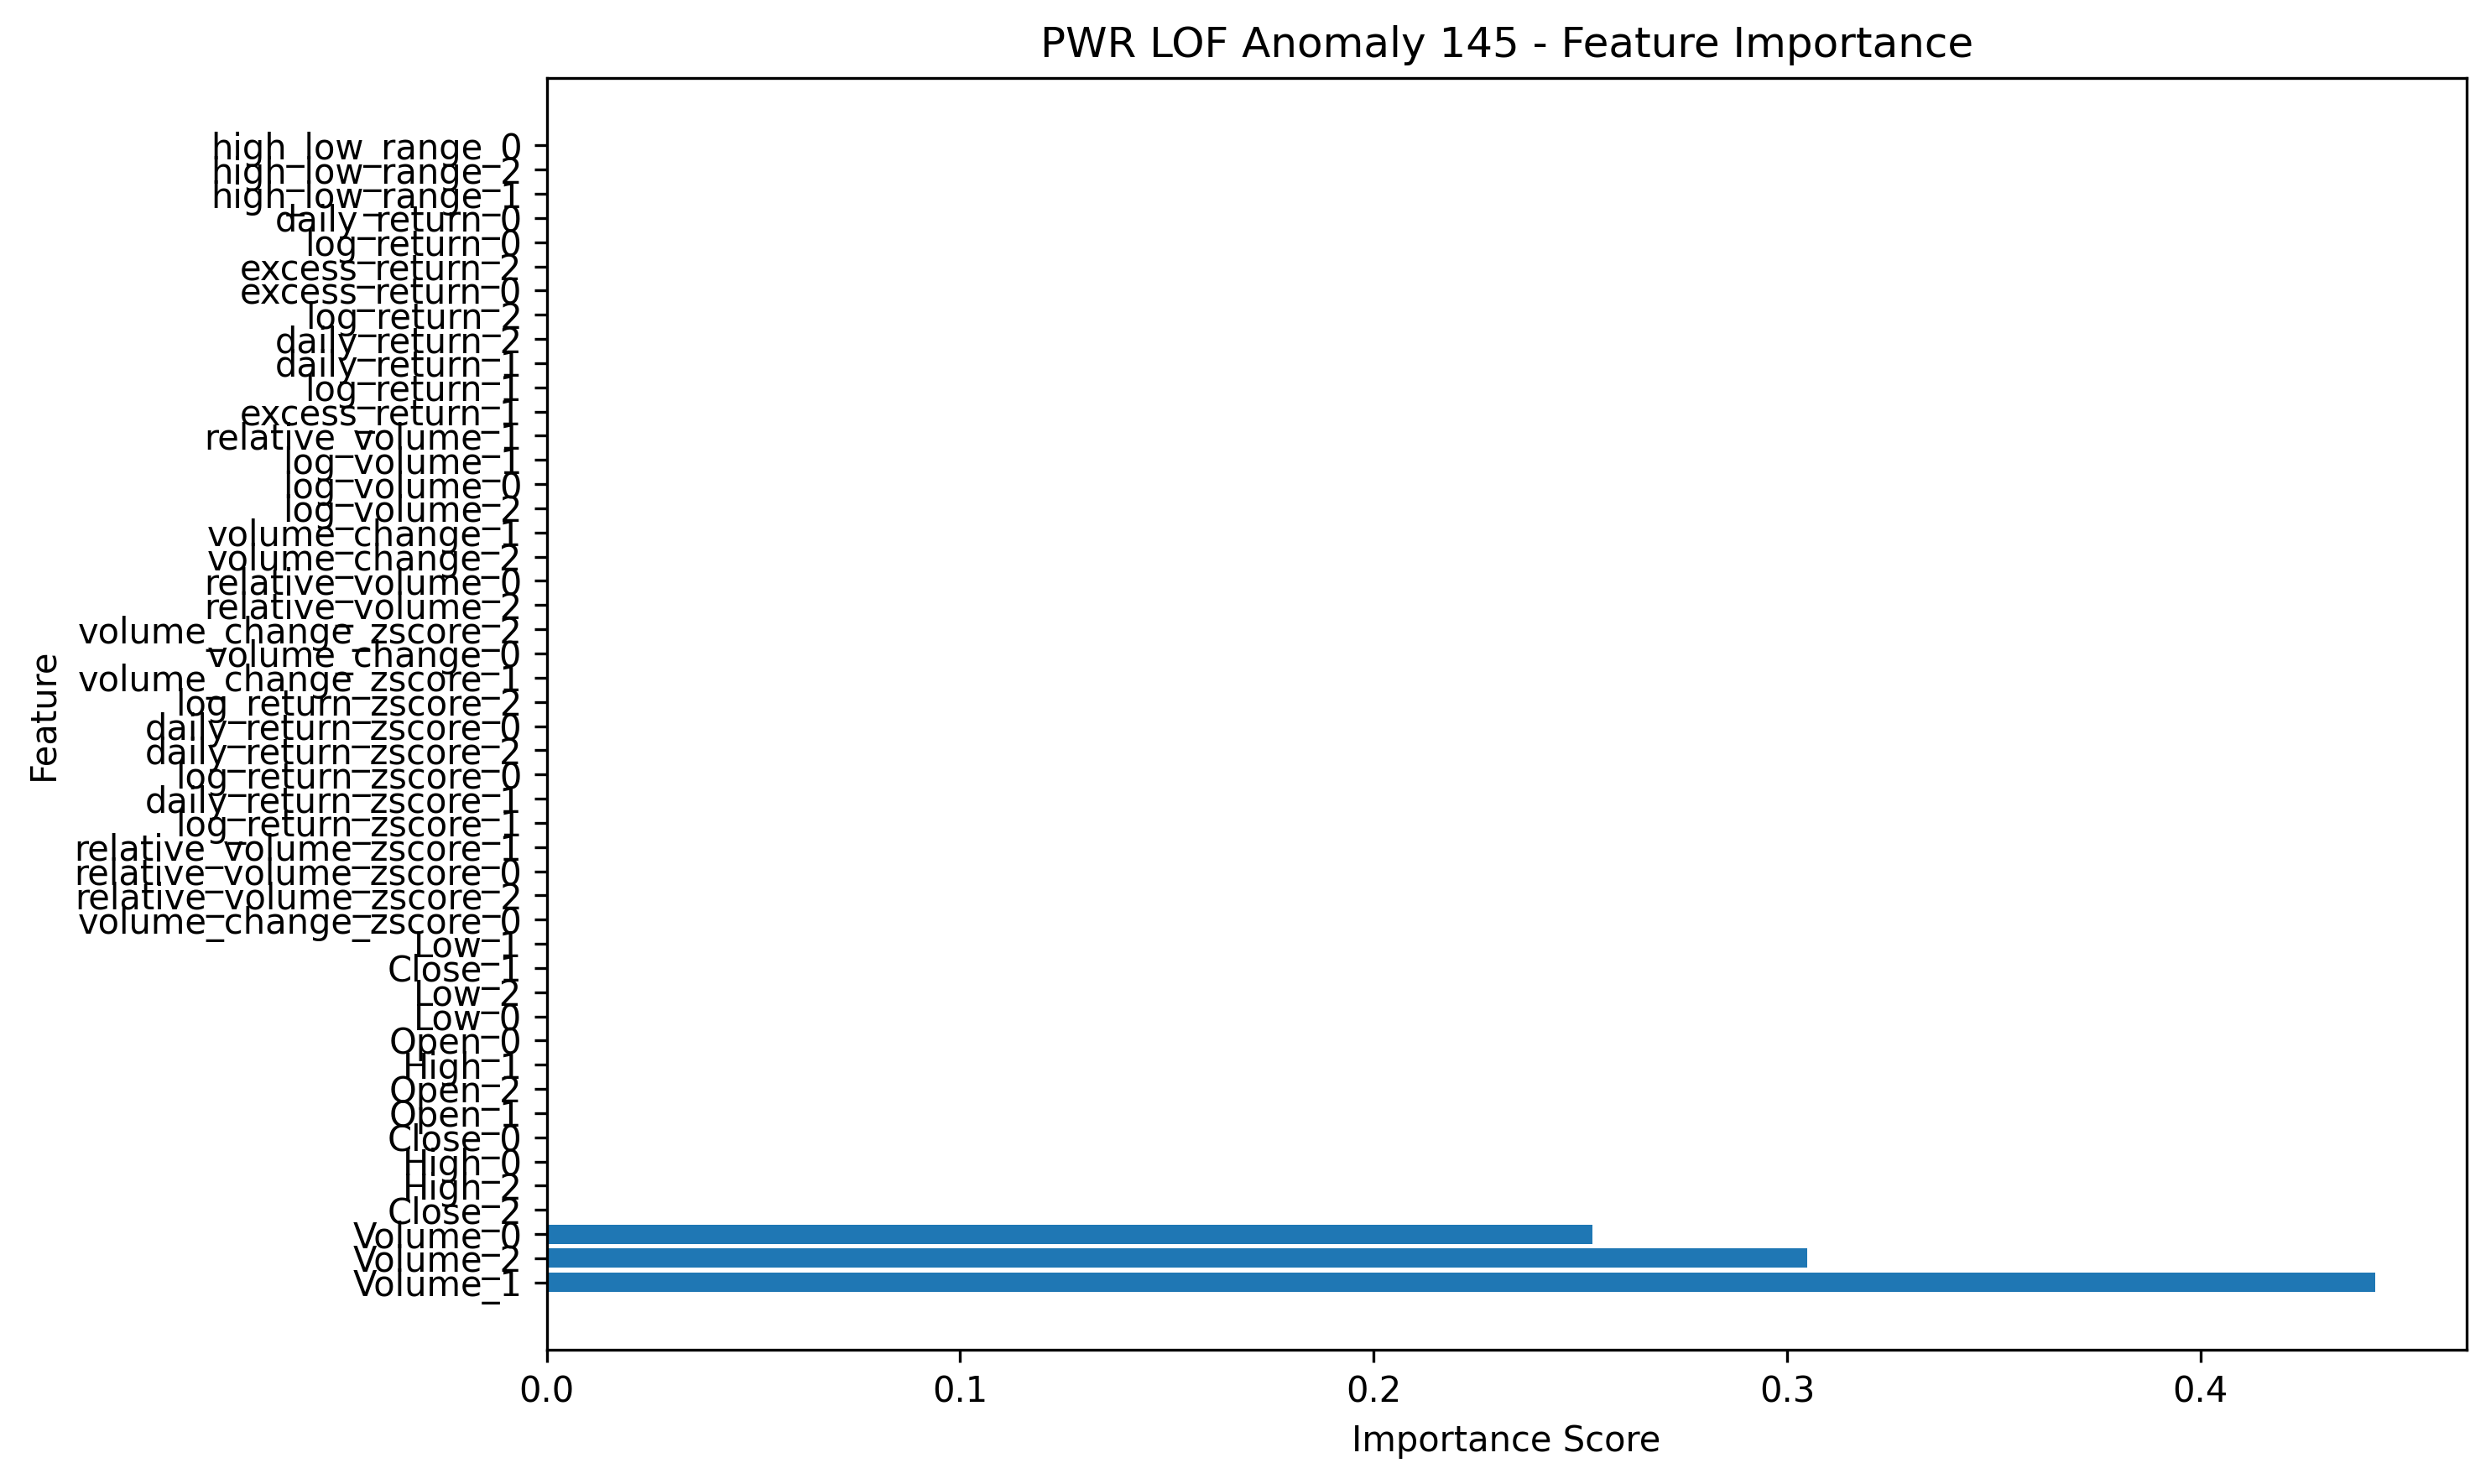 PWR LOF Anomaly 145 - Feature Importance
high_low_range_0
high_low_range_2
high_low_range_1
daily_return_0
log_return_0
excess_return_2
excess_return_0
log_return_2
daily_return_2
daily_return_1
log_return_1
excess_return_1
relative_volume_1
log_volume_1
log_volume_0
log_volume_2
volume_change_1
volume_change_2
relative_volume_0
relative_volume_2
volume_change_zscore_2
volume_change_0
volume_change_zscore_1
log_return_zscore_2
daily_return_zscore_0
daily_return_zscore_2
log_return_zscore_0
daily_return_zscore_1
log_return_zscore_1
relative_volume_zscore_1
relative_volume_zscore_0
relative_volume_zscore_2
volume_change_zscore_0
Low_1
Close_1
Low_2
Low_0
Open_0
High_1
Open_2
Open_1
Close_0
High_0
High_2
Close_2
Volume_0
Volume_2
Volume_1
Feature
0.0 0.1 0.2 0.3 0.4
Importance Score